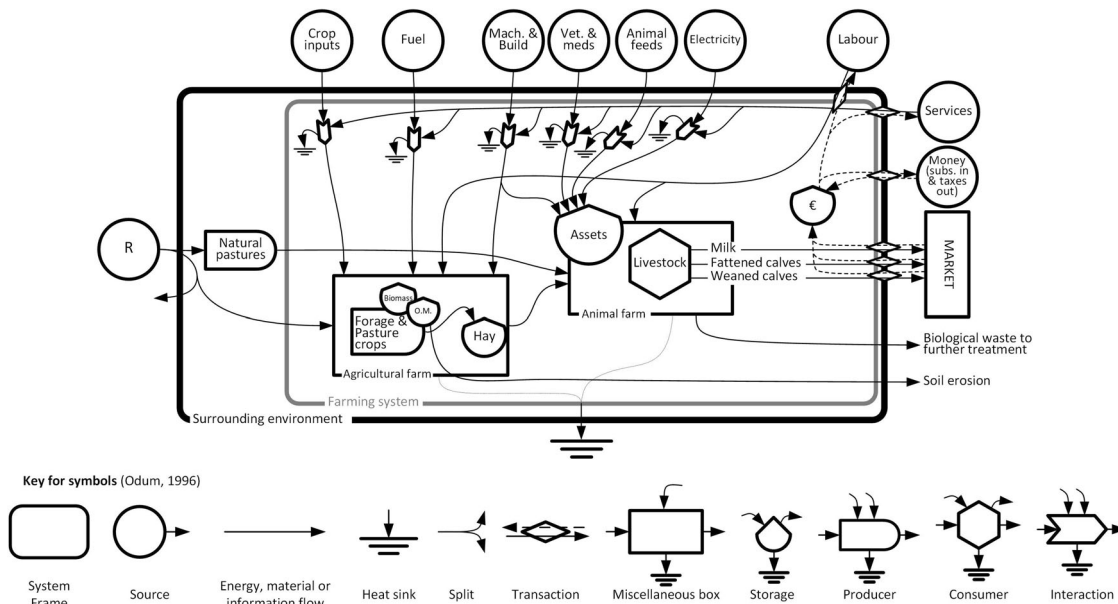 Crop
inputs
Fuel
Mach. &
Build
Vet. &
meds
Animal
feeds
Electricity
Labour
Services
Money
(subs. in
& taxes
out)
€
R
Natural
pastures
Assets
Livestock
Milk
Fattened calves
Weaned calves
MARKET
Animal farm
Biomass
O.M.
Forage &
Pasture
crops
Hay
Agricultural farm
Biological waste to
further treatment
Soil erosion
Farming system
Surrounding environment
Key for symbols (Odum, 1996)
System
Frame
Source
Energy, material or
information flow
Heat sink
Split
Transaction
Miscellaneous box
Storage
Producer
Consumer
Interaction